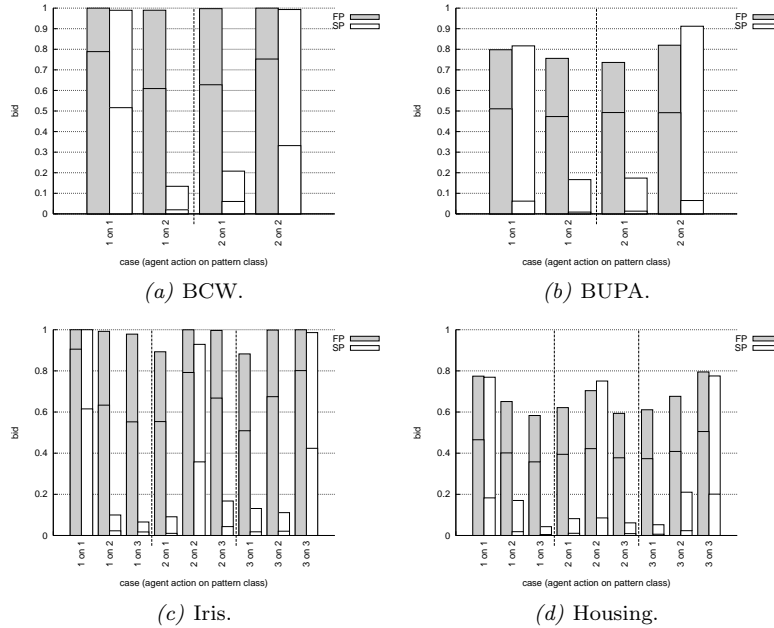 1
0.9
0.8
0.7
0.6
0.5
0.4
0.3
0.2
0.1
0
bid
1 on 1
1 on 2
2 on 1
2 on 2
case (agent action on pattern class)
FP
SP
(a) BCW.
1
0.9
0.8
0.7
0.6
0.5
0.4
0.3
0.2
0.1
0
bid
1 on 1
1 on 2
2 on 1
2 on 2
case (agent action on pattern class)
FP
SP
(b) BUPA.
1
0.8
0.6
0.4
0.2
0
bid
1 on 1
1 on 2
1 on 3
2 on 1
2 on 2
2 on 3
3 on 1
3 on 2
3 on 3
case (agent action on pattern class)
FP
SP
(c) Iris.
1
0.8
0.6
0.4
0.2
0
bid
1 on 1
1 on 2
1 on 3
2 on 1
2 on 2
2 on 3
3 on 1
3 on 2
3 on 3
case (agent action on pattern class)
FP
SP
(d) Housing.